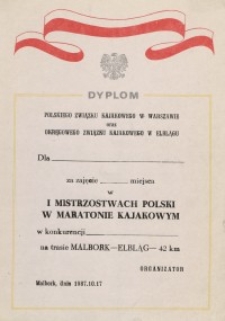 DYPLOM
POLSKIEGO ZWIĄZKU KAJAKOWEGO W WARSZAWIE
oraz
OKRĘGOWEGO ZWIĄZKU KAJAKOWEGO W ELBLĄGU
Dla
za zajęcie miejsca
w
I MISTRZOSTWACH POLSKI
W MARATONIE KAJAKOWYM
w konkurencji
na trasie MALBORK—ELBLĄG— 42 km
ORGANIZATOR
Malbork, dnia 1987.10.17